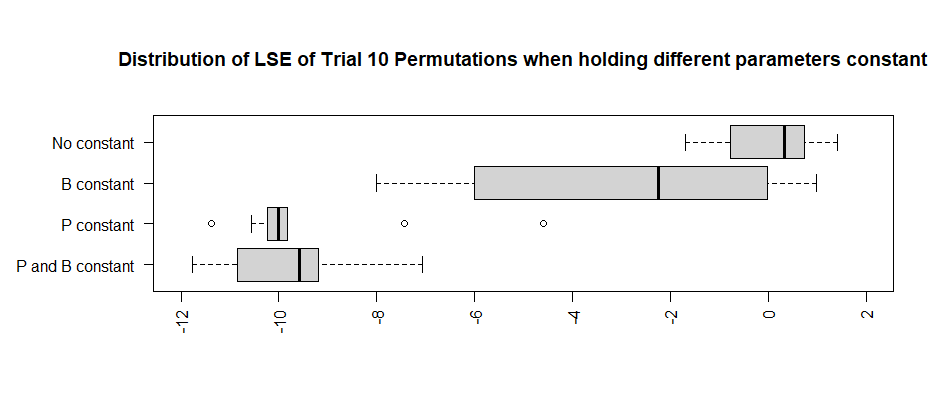 Distribution of LSE of Trial 10 Permutations when holding different parameters constant
No constant
B constant
P constant
P and B constant
-12
-10
-8
-6
-4
-2
0
2